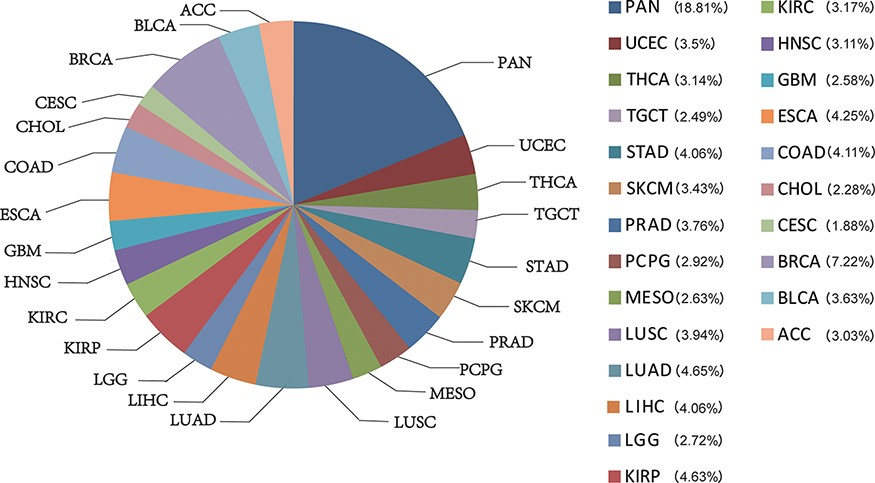 ACC
BLCA
BRCA
CESC
CHOL
COAD
ESCA
GBM
HNSC
KIRC
KIRP
LGG
LIHC
LUAD
PAN
UCEC
THCA
TGCT
STAD
SKCM
PRAD
PCPG
MESO
LUSC
PAN (18.81%)
UCEC (3.5%)
THCA (3.14%)
TGCT (2.49%)
STAD (4.06%)
SKCM (3.43%)
PRAD (3.76%)
PCPG (2.92%)
MESO (2.63%)
LUSC (3.94%)
LUAD (4.65%)
LIHC (4.06%)
LGG (2.72%)
KIRP (4.63%)
KIRC (3.17%)
HNSC (3.11%)
GBM (2.58%)
ESCA (4.25%)
COAD (4.11%)
CHOL (2.28%)
CESC (1.88%)
BRCA (7.22%)
BLCA (3.63%)
ACC (3.03%)